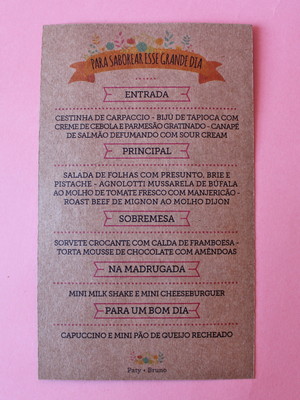 PARA SABOREAR ESSE GRANDE DIA
ENTRADA
CESTINHA DE CARPACCIO - BIJU DE TAPIOCA COM
CREME DE CEBOLA E PARMESÃO GRATINADO - CANAPÉ
DE SALMÃO DEFUMANDO COM SOUR CREAM
PRINCIPAL
SALADA DE FOLHAS COM PRESUNTO, BRIE E
PISTACHE - AGNOLOTTI MUSSARELA DE BÚFALA
AO MOLHO DE TOMATE FRESCO COM MANJERICÃO -
ROAST BEEF DE MIGNON AO MOLHO DIJON
SOBREMESA
SORVETE CROCANTE COM CALDA DE FRAMBOESA -
TORTA MOUSSE DE CHOCOLATE COM AMÊNDOAS
NA MADRUGADA
MINI MILK SHAKE E MINI CHEESEBURGUER
PARA UM BOM DIA
CAPUCCINO E MINI PÃO DE QUEIJO RECHEADO
Paty • Bruno